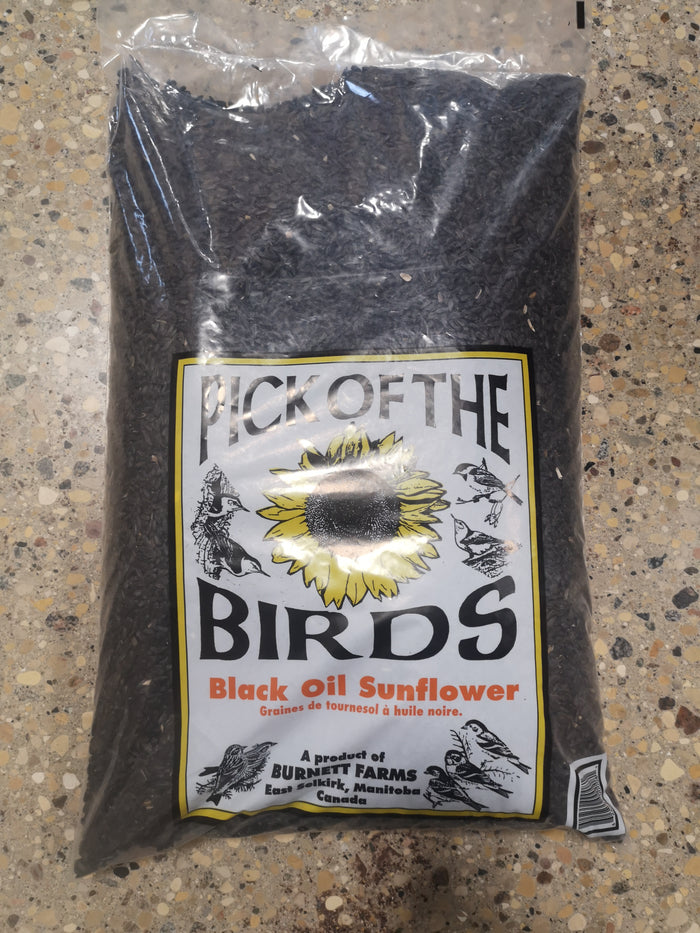 PICK OF THE
BIRDS
Black Oil Sunflower
Graines de tournesol à huile noire.
A product of
BURNETT FARMS
East Selkirk, Manitoba
Canada